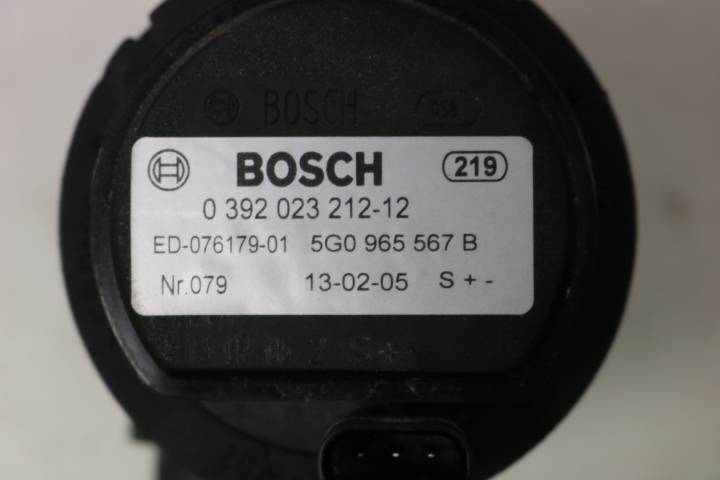 BOSCH
BOSCH 219
0 392 023 212-12
ED-076179-01 5G0 965 567 B
Nr.079 13-02-05 S + -